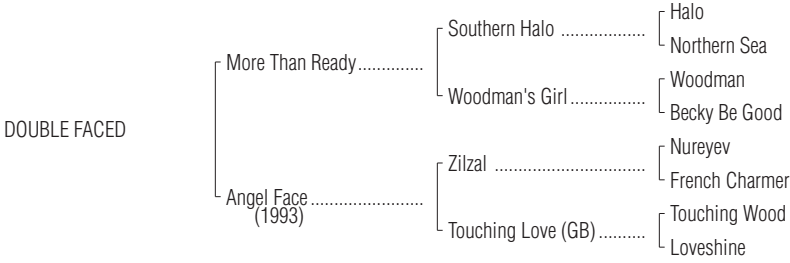 Halo
Southern Halo ...................
Northern Sea
More Than Ready..............
Woodman
Woodman's Girl................
Becky Be Good
DOUBLE FACED
Nureyev
Zilzal ...............................
French Charmer
Angel Face.......................
(1993)
Touching Wood
Touching Love (GB)..........
Loveshine